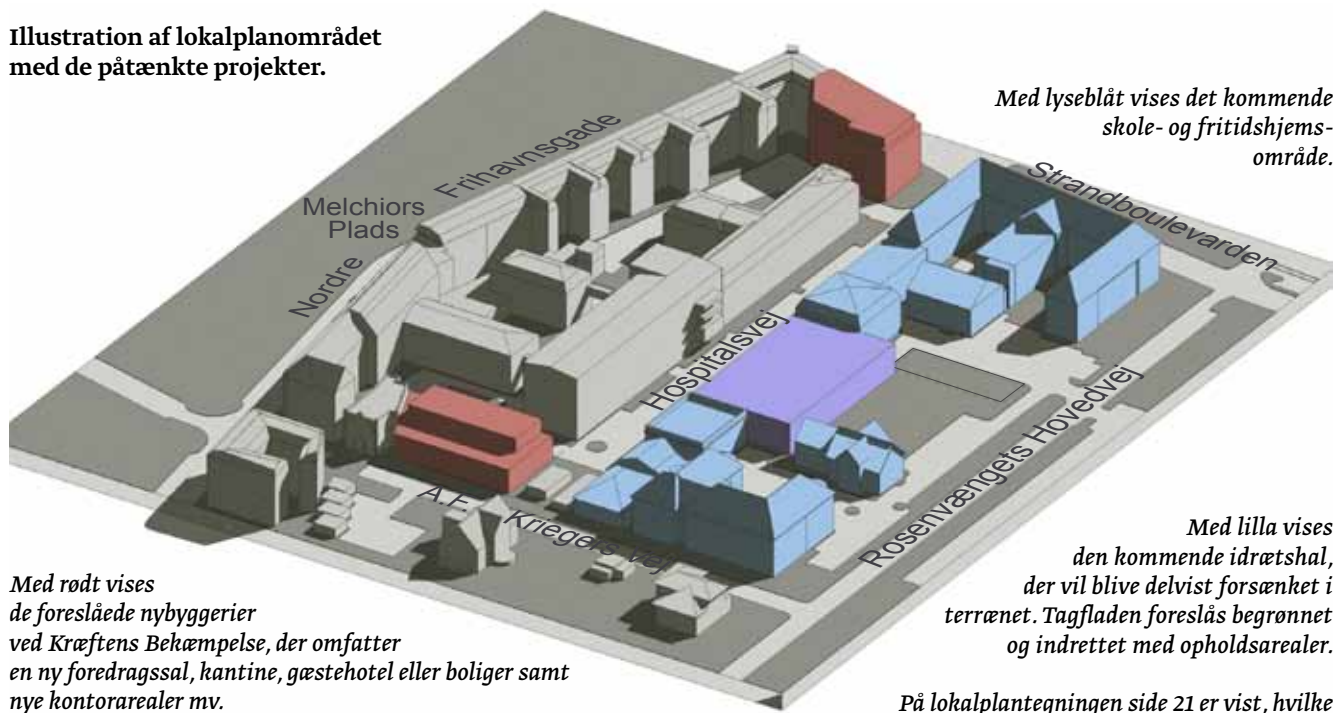 Illustration af lokalplanområdet
med de påtænkte projekter.
Med lyseblåt vises det kommende
skole- og fritidshjems-
område.
Strandboulevarden
Frihavnsgade
Melchiors
Plads
Nordre
Hospitalsvej
Rosenvængets Hovedvej
A.F. Kriegers Vej
Med rødt vises
de foreslåede nybyggerier
ved Kræftens Bekæmpelse, der omfatter
en ny foredragssal, kantine, gæstehotel eller boliger samt
nye kontorarealer mv.
Med lilla vises
den kommende idrætshal,
der vil blive delvist forsænket i
terrænet. Tagfladen foreslås begrønnet
og indrettet med opholdsarealer.
På lokalplantegningen side 21 er vist, hvilke